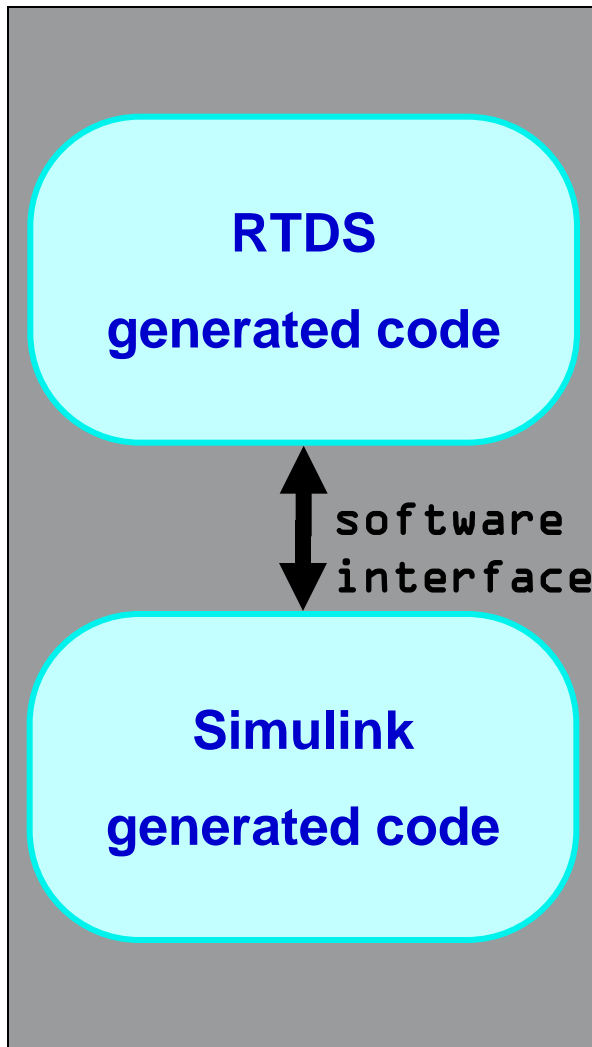 RTDS
generated code
software
interface
Simulink
generated code